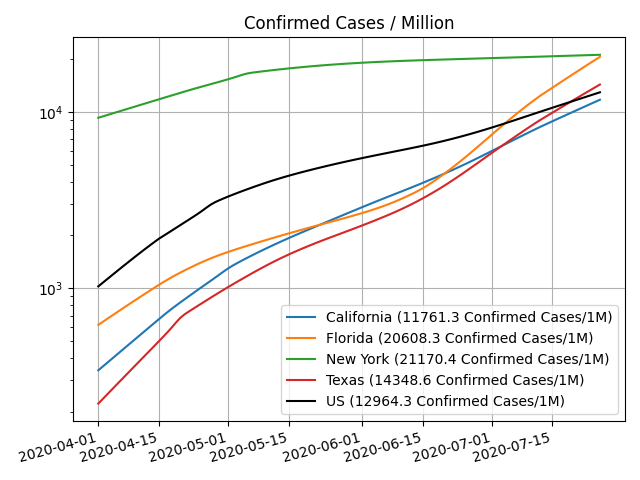 Confirmed Cases / Million
10^4
10^3
California (11761.3 Confirmed Cases/1M)
Florida (20608.3 Confirmed Cases/1M)
New York (21170.4 Confirmed Cases/1M)
Texas (14348.6 Confirmed Cases/1M)
US (12964.3 Confirmed Cases/1M)
2020-04-01 2020-04-15 2020-05-01 2020-05-15 2020-06-01 2020-06-15 2020-07-01 2020-07-15